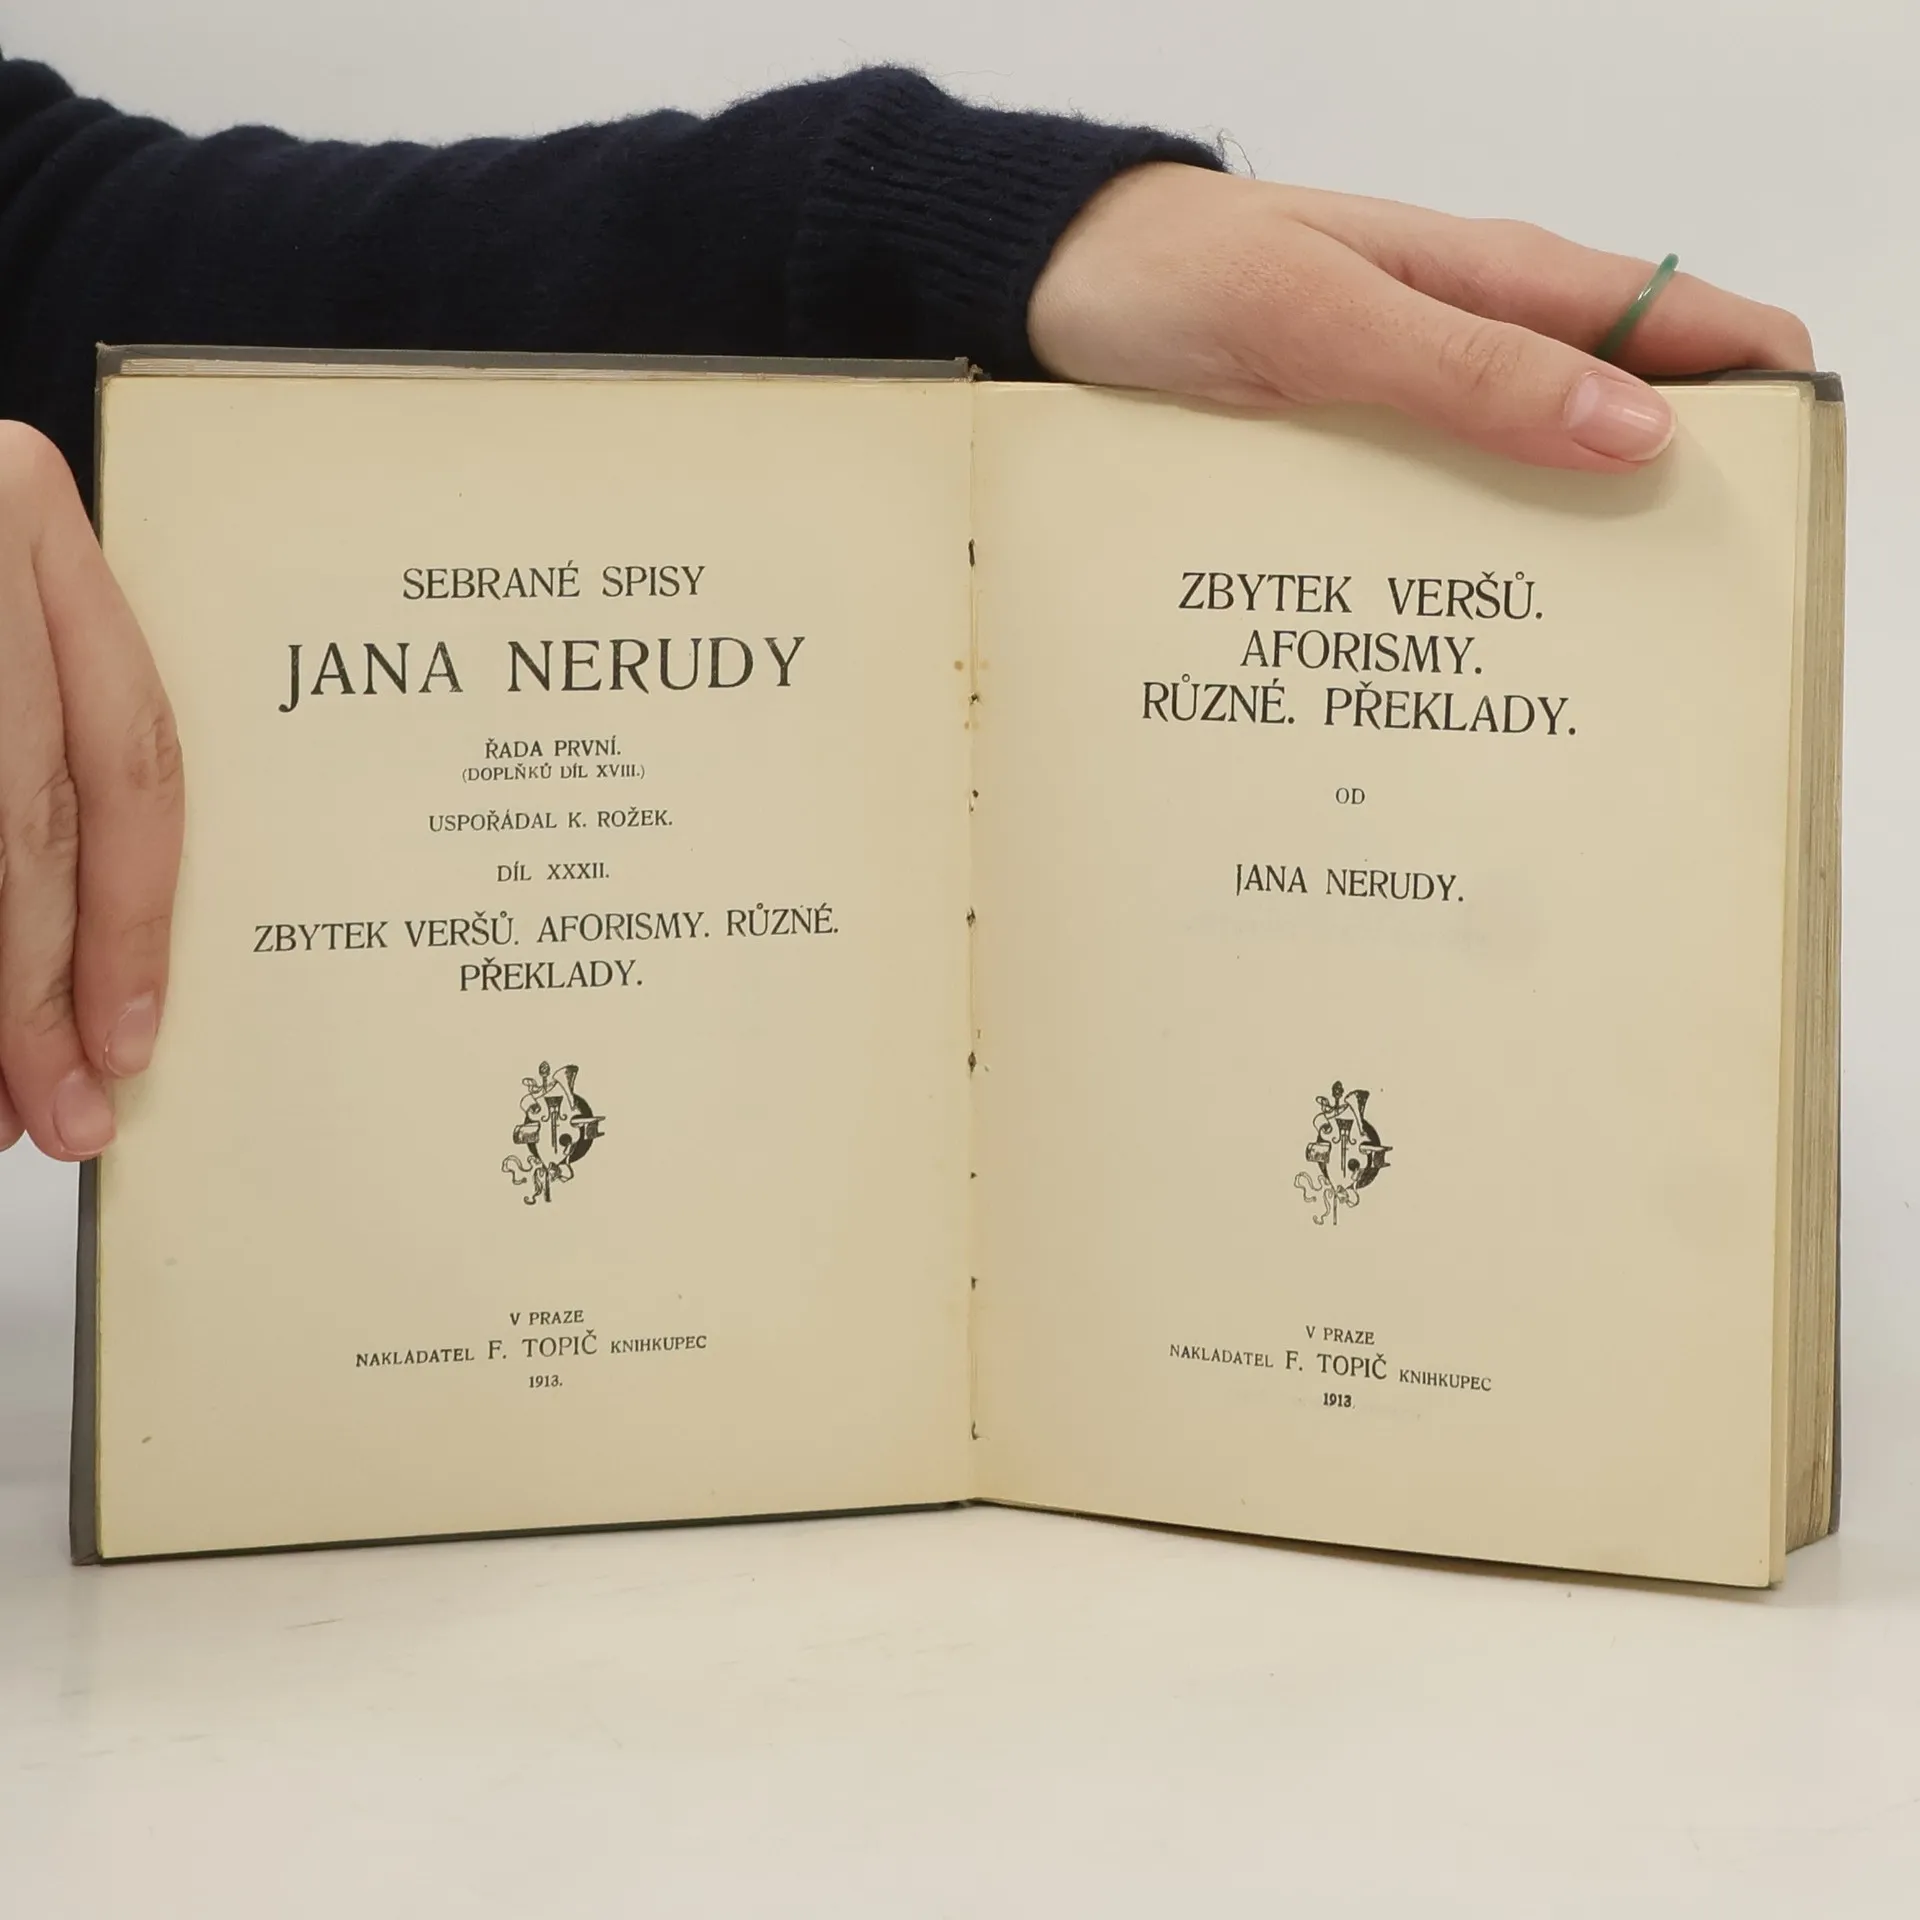 SEBRANÉ SPISY
JANA NERUDY
ŘADA PRVNÍ.
(DOPLŇKŮ DÍL XVIII.)
USPOŘÁDAL K. ROŽEK.
DÍL XXXII.
ZBYTEK VERŠŮ. AFORISMY. RŮZNÉ.
PŘEKLADY.
V PRAZE
NAKLADATEL F. TOPIČ KNIHKUPEC
1913.
ZBYTEK VERŠŮ.
AFORISMY.
RŮZNÉ. PŘEKLADY.
OD
JANA NERUDY.
V PRAZE
NAKLADATEL F. TOPIČ KNIHKUPEC
1913.